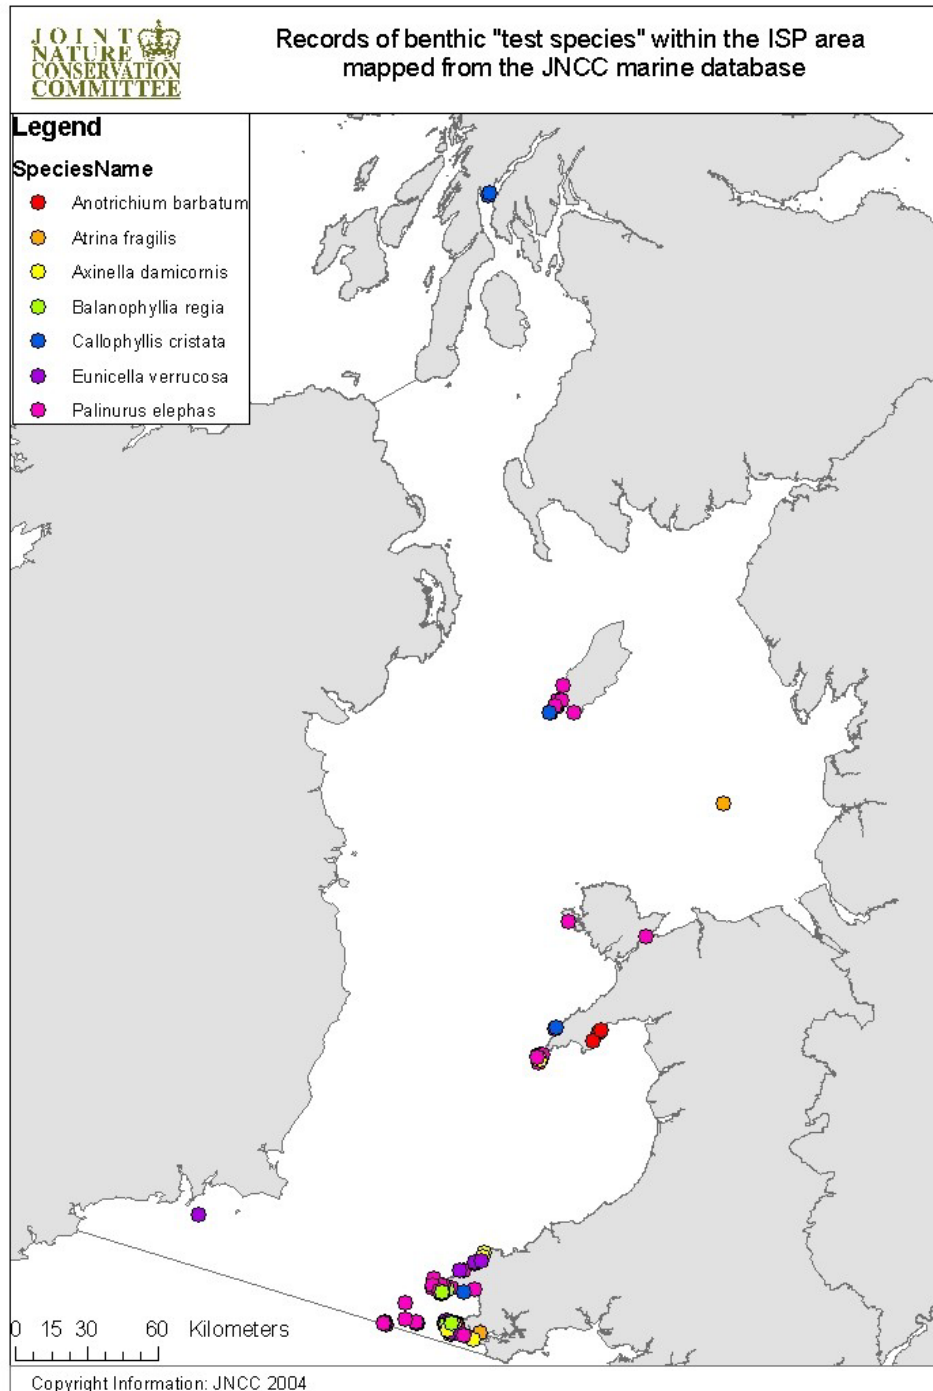 JOINT
NATURE
CONSERVATION
COMMITTEE
Records of benthic "test species" within the ISP area
mapped from the JNCC marine database
Legend
SpeciesName
Anotrichium barbatum
Atrina fragilis
Axinella damicornis
Balanophyllia regia
Callophyllis cristata
Eunicella verrucosa
Palinurus elephas
0 15 30 60 Kilometers
Copyright Information: JNCC 2004